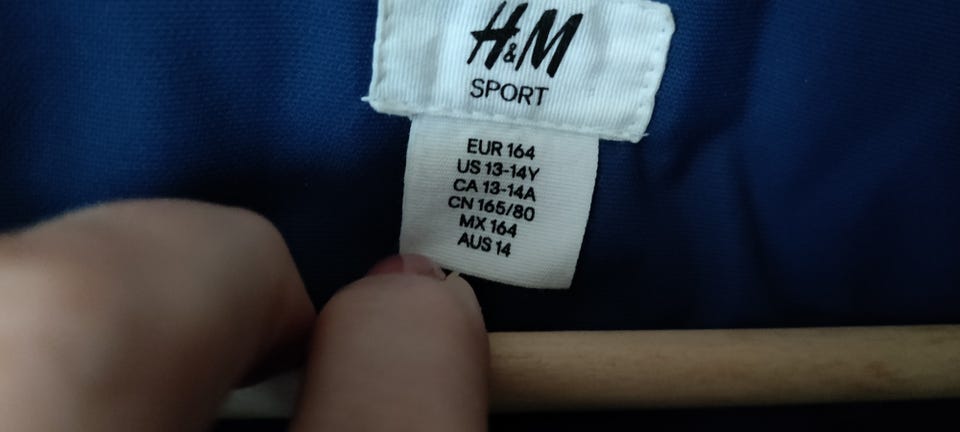 H&M
SPORT
EUR 164
US 13-14Y
CA 13-14A
CN 165/80
MX 164
AUS 14